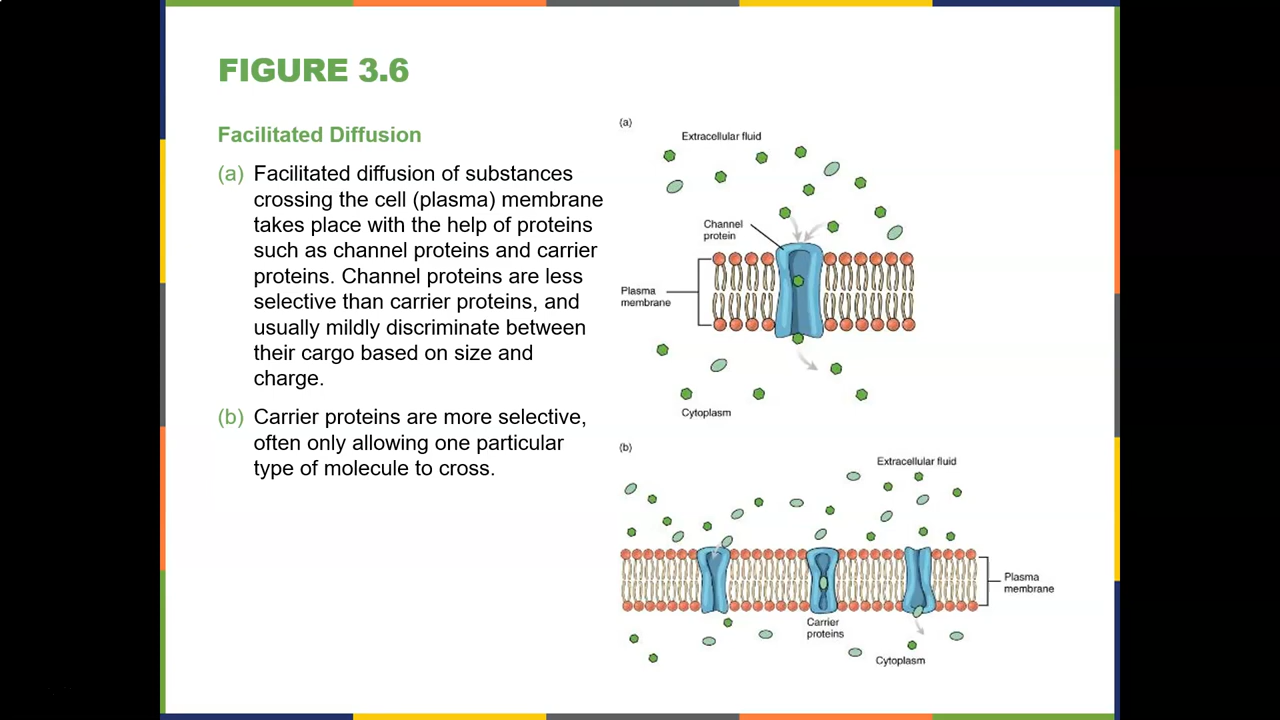 FIGURE 3.6
Facilitated Diffusion
(a) Facilitated diffusion of substances
crossing the cell (plasma) membrane
takes place with the help of proteins
such as channel proteins and carrier
proteins. Channel proteins are less
selective than carrier proteins, and
usually mildly discriminate between
their cargo based on size and
charge.
(b) Carrier proteins are more selective,
often only allowing one particular
type of molecule to cross.
(a)
Extracellular fluid
Channel
protein
Plasma
membrane
Cytoplasm
(b)
Extracellular fluid
Plasma
membrane
Carrier
proteins
Cytoplasm